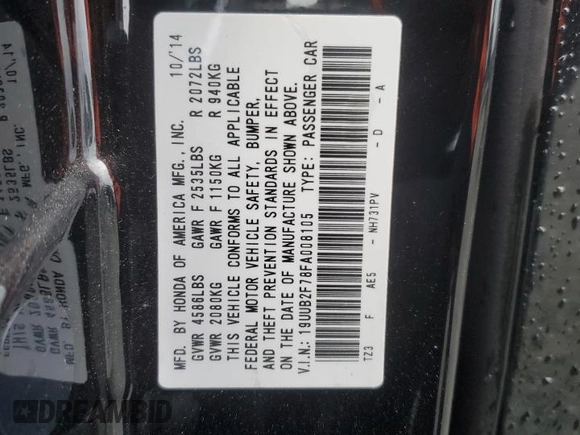 MFD. BY HONDA OF AMERICA MFG., INC. 10/'14
GVWR 4586LBS GAWR F 2535LBS R 2072LBS
GVWR 2080KG GAWR F 1150KG R 940KG
THIS VEHICLE CONFORMS TO ALL APPLICABLE
FEDERAL MOTOR VEHICLE SAFETY, BUMPER,
AND THEFT PREVENTION STANDARDS IN EFFECT
ON THE DATE OF MANUFACTURE SHOWN ABOVE.
V.I.N.: 19UUB2F78FA008105 TYPE: PASSENGER CAR
TZ3 F AE5 - NH731PV - D - A
DREAMBID